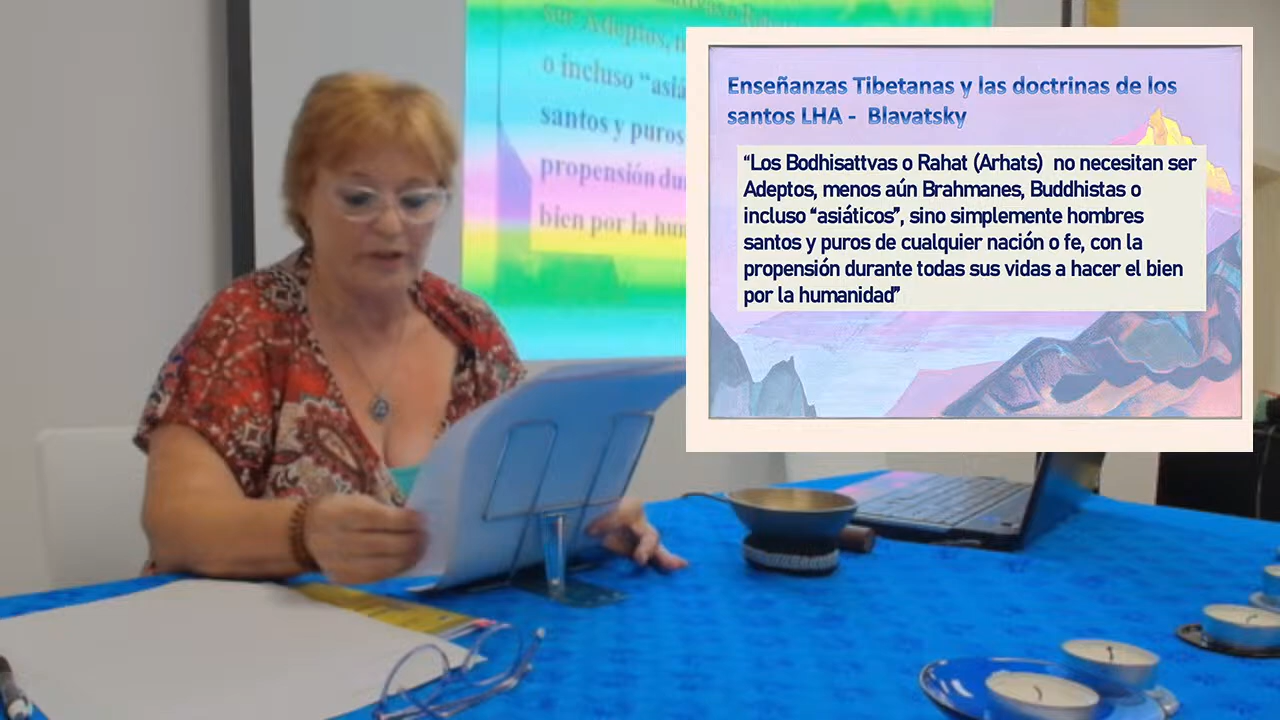 o incluso “asiá
santos y puros
propensión du
bien por la hum
Enseñanzas Tibetanas y las doctrinas de los
santos LHA - Blavatsky
“Los Bodhisattvas o Rahat (Arhats) no necesitan ser
Adeptos, menos aún Brahmanes, Buddhistas o
incluso “asiáticos”, sino simplemente hombres
santos y puros de cualquier nación o fe, con la
propensión durante todas sus vidas a hacer el bien
por la humanidad”